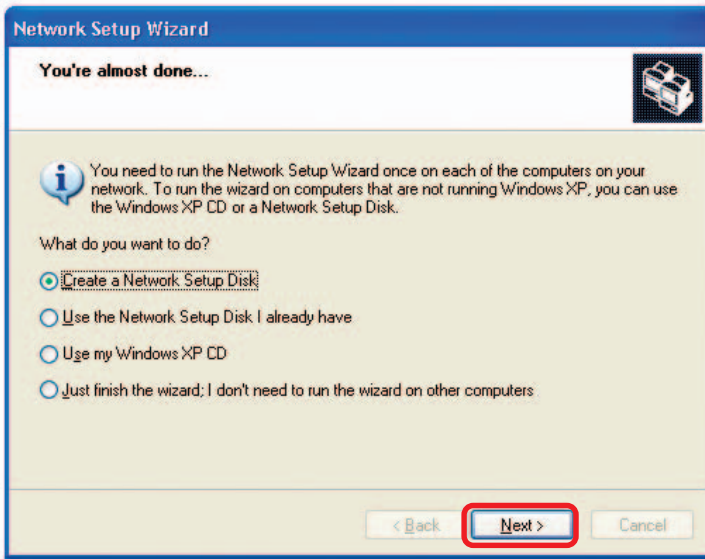 Network Setup Wizard
You're almost done...
You need to run the Network Setup Wizard once on each of the computers on your
network. To run the wizard on computers that are not running Windows XP, you can use
the Windows XP CD or a Network Setup Disk.
What do you want to do?
Create a Network Setup Disk
Use the Network Setup Disk I already have
Use my Windows XP CD
Just finish the wizard; I don't need to run the wizard on other computers
< Back Next > Cancel